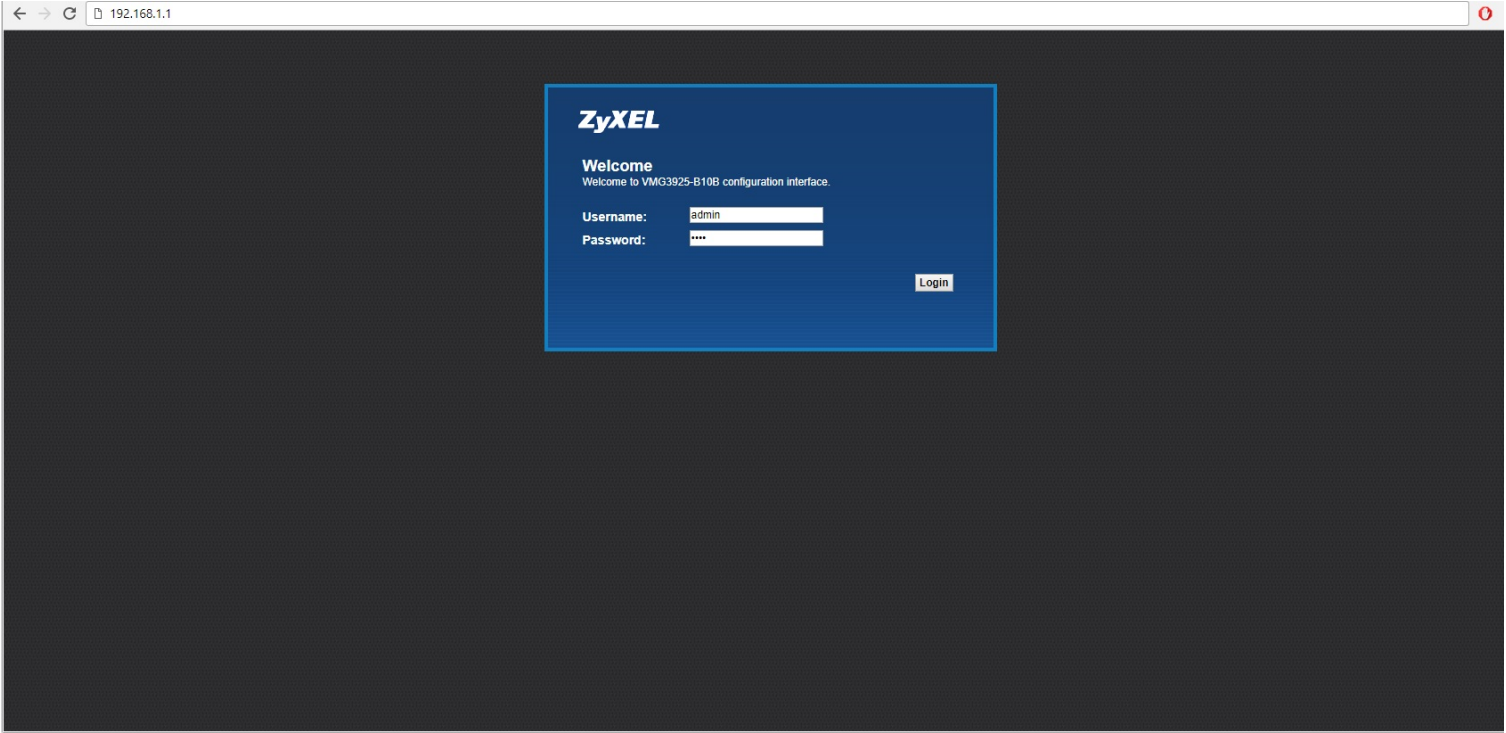 192.168.1.1
ZyXEL
Welcome
Welcome to VMG3925-B10B configuration interface.
Username: admin
Password: ••••
Login